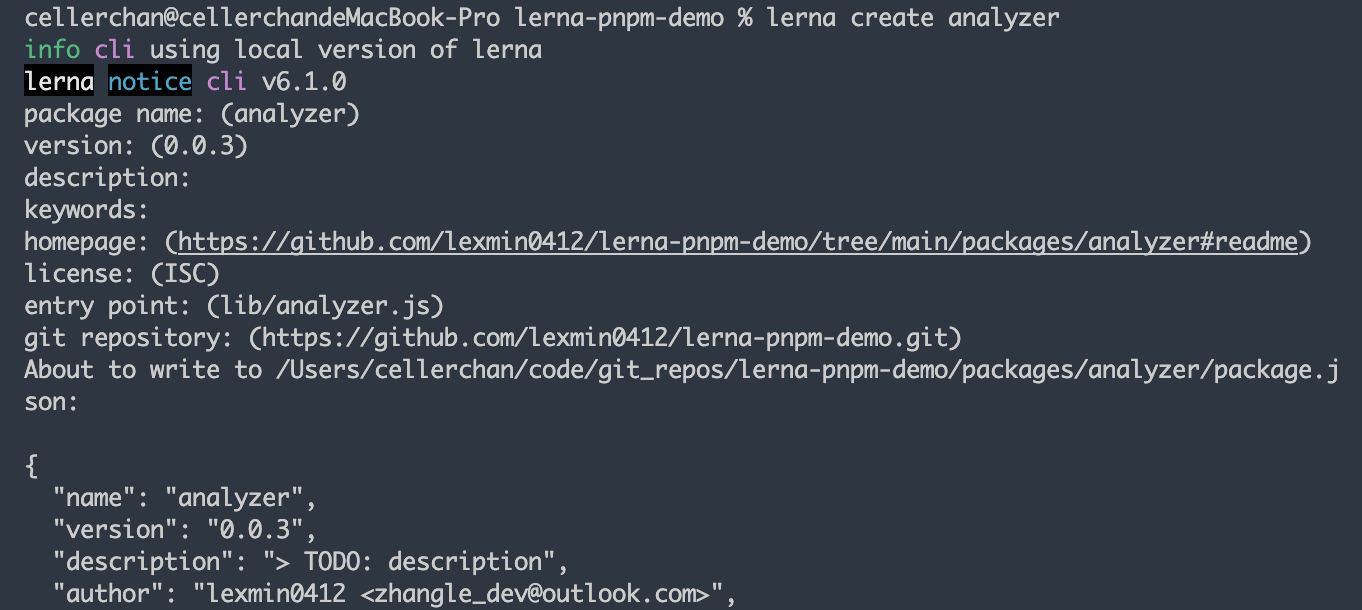 cellerchan@cellerchandeMacBook-Pro lerna-pnpm-demo % lerna create analyzer
info cli using local version of lerna
lerna notice cli v6.1.0
package name: (analyzer)
version: (0.0.3)
description:
keywords:
homepage: (https://github.com/lexmin0412/lerna-pnpm-demo/tree/main/packages/analyzer#readme)
license: (ISC)
entry point: (lib/analyzer.js)
git repository: (https://github.com/lexmin0412/lerna-pnpm-demo.git)
About to write to /Users/cellerchan/code/git_repos/lerna-pnpm-demo/packages/analyzer/package.j
son:
{
  "name": "analyzer",
  "version": "0.0.3",
  "description": "> TODO: description",
  "author": "lexmin0412 <zhangle_dev@outlook.com>",